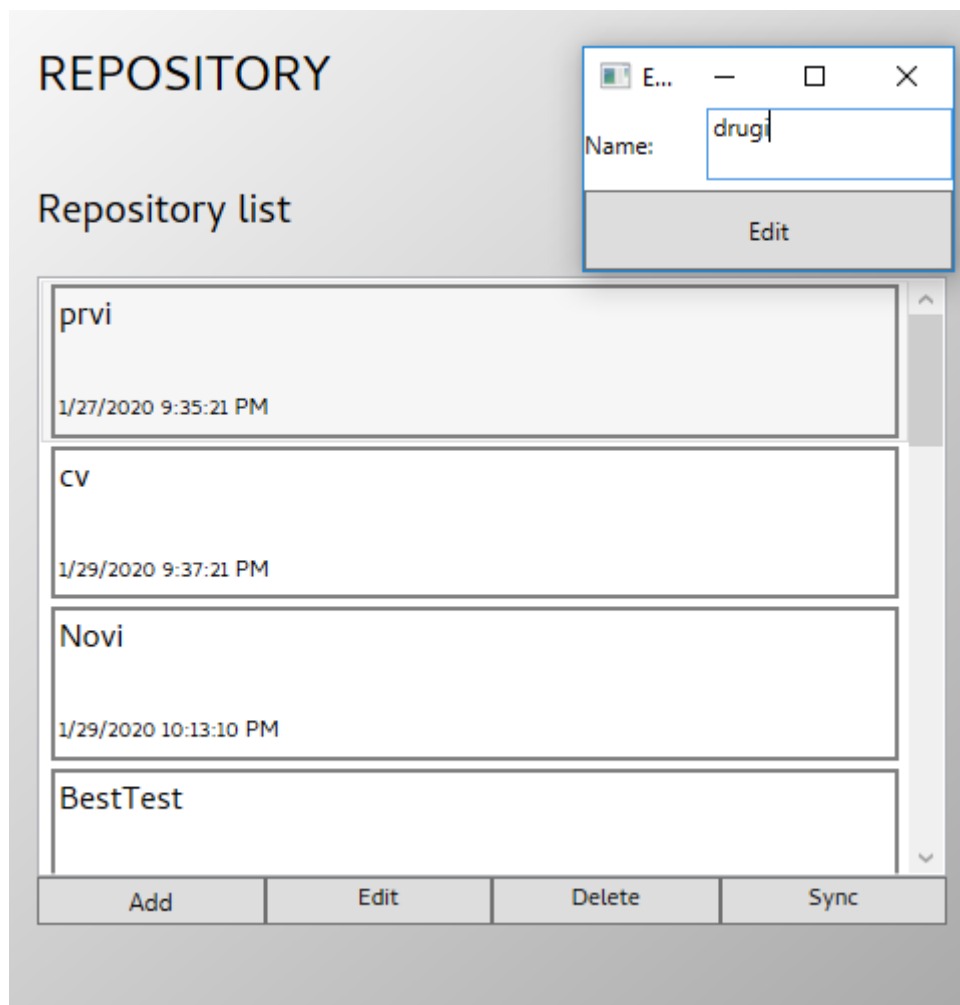 REPOSITORY
E...
Name:
drugi
Edit
Repository list
prvi
1/27/2020 9:35:21 PM
cv
1/29/2020 9:37:21 PM
Novi
1/29/2020 10:13:10 PM
BestTest
Add
Edit
Delete
Sync